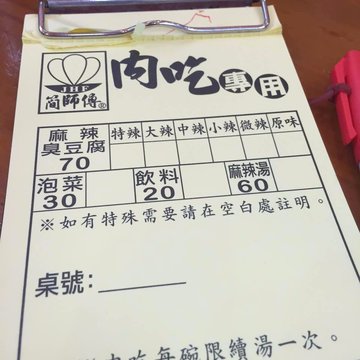 JHF
簡師傅®
內吃專用
麻辣臭豆腐 70 特辣 大辣 中辣 小辣 微辣 原味
泡菜 30 飲料 20 麻辣湯 60
※如有特殊需要請在空白處註明。
桌號:
內吃每碗限續湯一次。